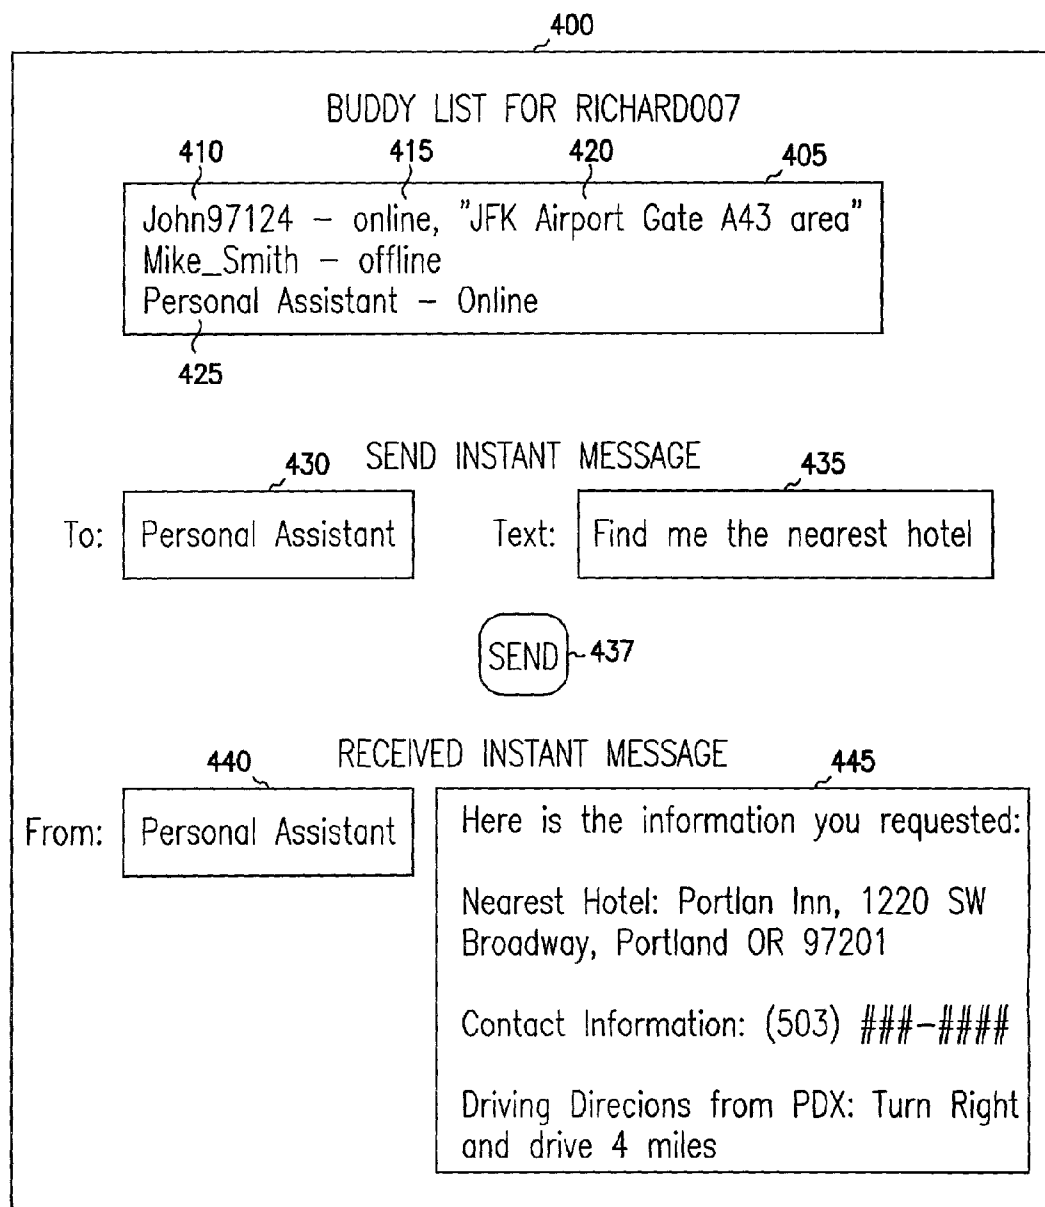 400
BUDDY LIST FOR RICHARD007
410 415 420 405
John97124 – online, "JFK Airport Gate A43 area"
Mike_Smith – offline
Personal Assistant – Online
425
SEND INSTANT MESSAGE
430 435
To: Personal Assistant Text: Find me the nearest hotel
SEND 437
RECEIVED INSTANT MESSAGE
440 445
From: Personal Assistant
Here is the information you requested:
Nearest Hotel: Portlan Inn, 1220 SW
Broadway, Portland OR 97201
Contact Information: (503) ###–####
Driving Direcions from PDX: Turn Right
and drive 4 miles